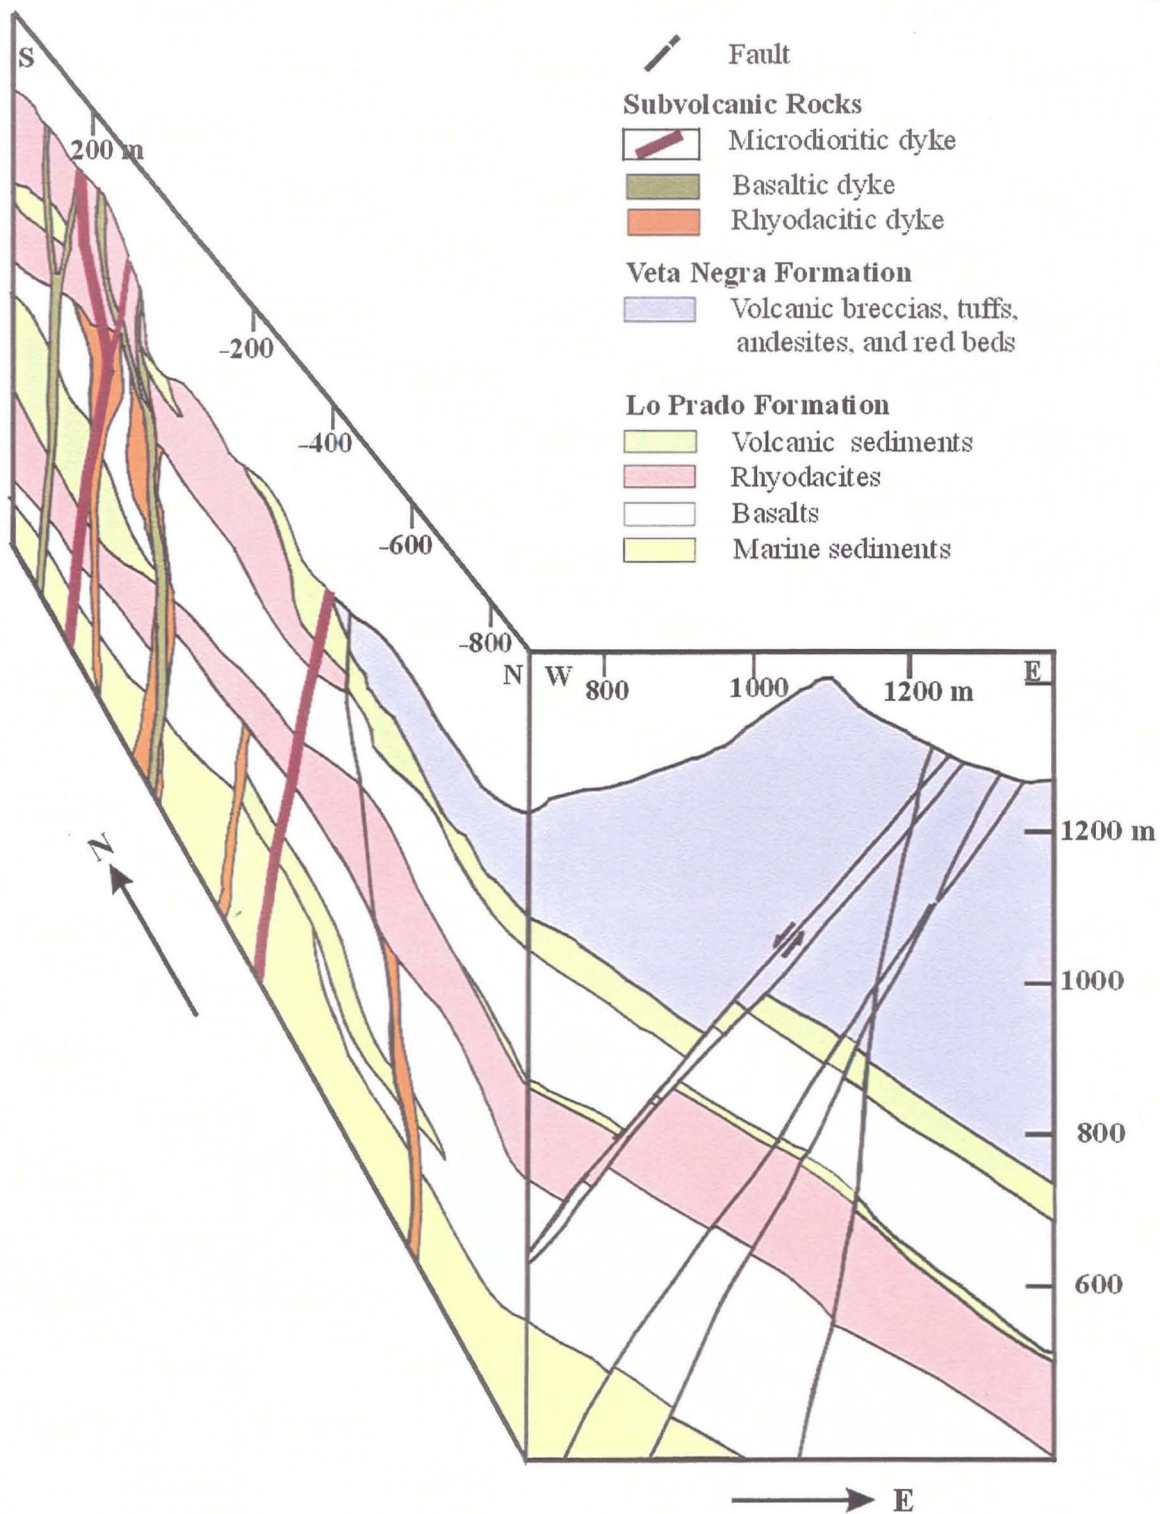 S
200 m
-200
-400
-600
-800
N
W
800
1000
1200 m
E
1200 m
1000
800
600
N
E
Fault
Subvolcanic Rocks
Microdioritic dyke
Basaltic dyke
Rhyodacitic dyke
Veta Negra Formation
Volcanic breccias, tuffs,
andesites, and red beds
Lo Prado Formation
Volcanic sediments
Rhyodacites
Basalts
Marine sediments